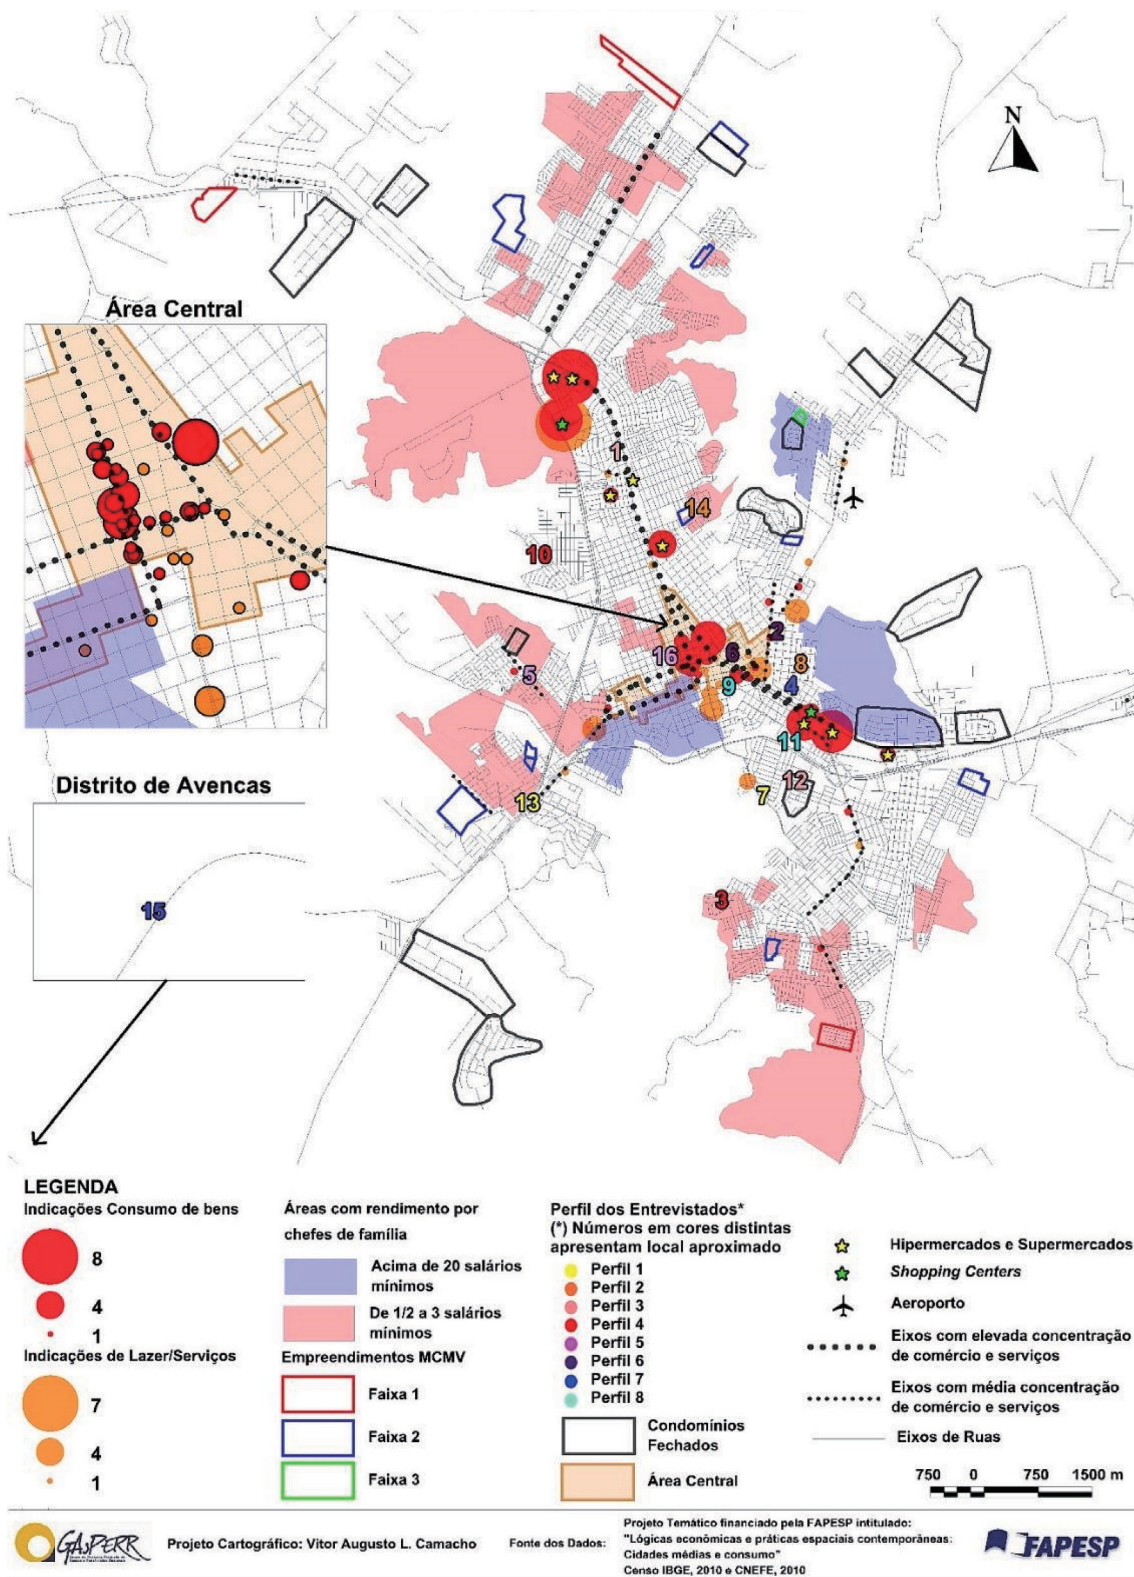 N
Área Central
1
14
10
2
16
6
8
5
9
4
11
12
7
13
3
Distrito de Avencas
15
LEGENDA
Indicações Consumo de bens
8
4
1
Indicações de Lazer/Serviços
7
4
1
Áreas com rendimento por
chefes de família
Acima de 20 salários
mínimos
De 1/2 a 3 salários
mínimos
Empreendimentos MCMV
Faixa 1
Faixa 2
Faixa 3
Perfil dos Entrevistados*
(*) Números em cores distintas
apresentam local aproximado
Perfil 1
Perfil 2
Perfil 3
Perfil 4
Perfil 5
Perfil 6
Perfil 7
Perfil 8
Condomínios
Fechados
Área Central
Hipermercados e Supermercados
Shopping Centers
Aeroporto
Eixos com elevada concentração
de comércio e serviços
Eixos com média concentração
de comércio e serviços
Eixos de Ruas
750 0 750 1500 m
GAsPERR
Projeto Cartográfico: Vitor Augusto L. Camacho
Fonte dos Dados:
Projeto Temático financiado pela FAPESP intitulado:
"Lógicas econômicas e práticas espaciais contemporâneas:
Cidades médias e consumo"
Censo IBGE, 2010 e CNEFE, 2010
FAPESP